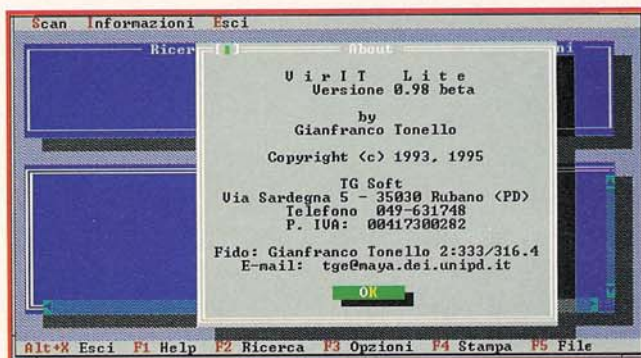 Scan Informazioni Esci
Ricer
About
ni
VirIT Lite
Versione 0.98 beta
by
Gianfranco Tonello
Copyright (c) 1993, 1995
TG Soft
Via Sardegna 5 - 35030 Rubano (PD)
Telefono 049-631748
P. IVA: 00417300282
Fido: Gianfranco Tonello 2:333/316.4
E-mail: tge@maya.dei.unipd.it
OK
Alt+X Esci F1 Help F2 Ricerca F3 Opzioni F4 Stampa F5 File